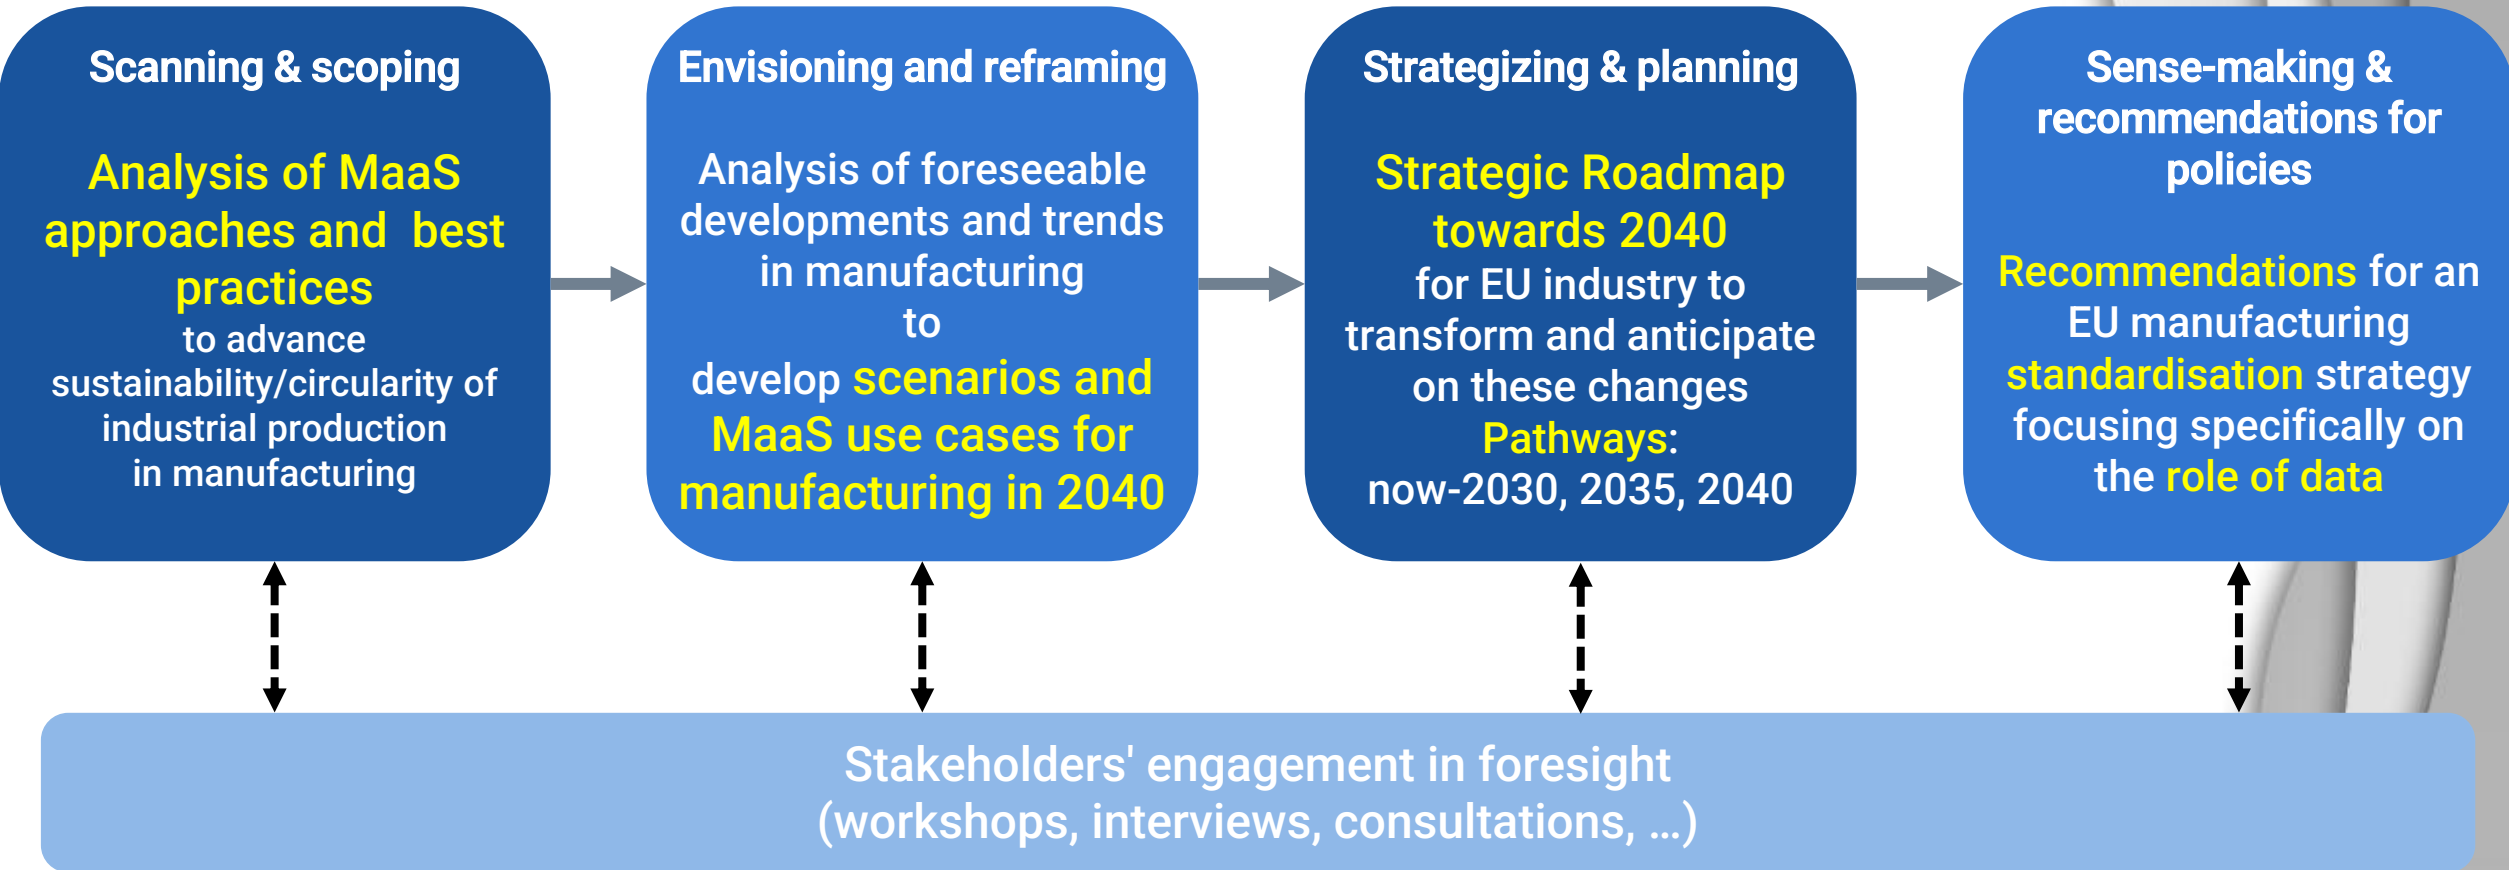 Scanning & scoping
Analysis of MaaS
approaches and best
practices
to advance
sustainability/circularity of
industrial production
in manufacturing
Envisioning and reframing
Analysis of foreseeable
developments and trends
in manufacturing
to
develop scenarios and
MaaS use cases for
manufacturing in 2040
Strategizing & planning
Strategic Roadmap
towards 2040
for EU industry to
transform and anticipate
on these changes
Pathways:
now-2030, 2035, 2040
Sense-making &
recommendations for
policies
Recommendations for an
EU manufacturing
standardisation strategy
focusing specifically on
the role of data
Stakeholders' engagement in foresight
(workshops, interviews, consultations, ...)